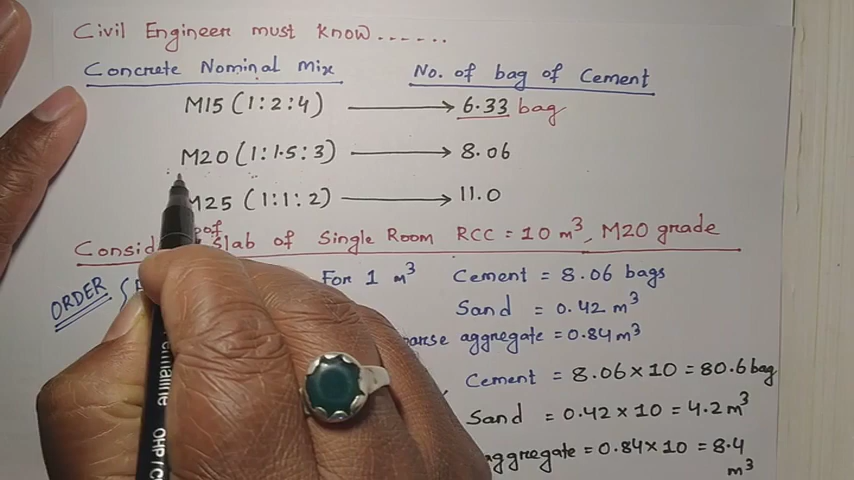 Civil Engineer must know......
Concrete Nominal Mix No. of bag of Cement
M15 (1:2:4) → 6.33 bag
M20 (1:1.5:3) → 8.06
M25 (1:1:2) → 11.0
of
slab of Single Room RCC = 10 m³, M20 grade
ORDER For 1 m³ Cement = 8.06 bags
Sand = 0.42 m³
aggregate = 0.84 m³
Cement = 8.06 × 10 = 80.6 bag
Sand = 0.42 × 10 = 4.2 m³
aggregate = 0.84 × 10 = 8.4
m³
OHP